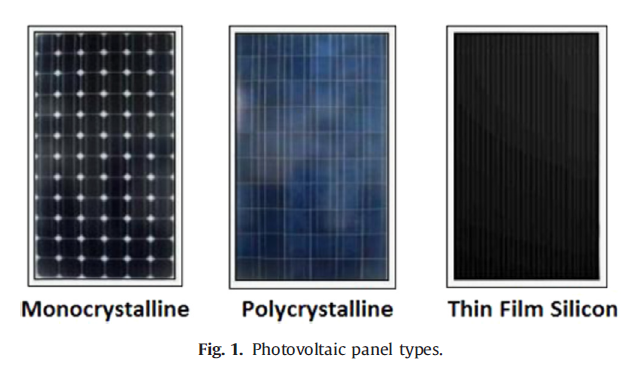 Monocrystalline
Polycrystalline
Thin Film Silicon
Fig. 1. Photovoltaic panel types.